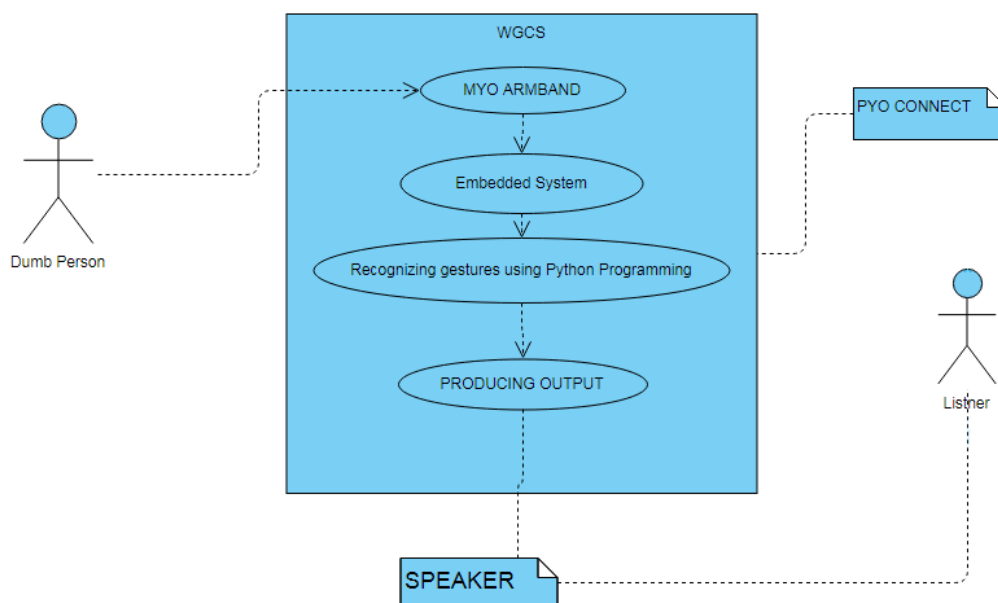 WGCS
MYO ARMBAND
PYO CONNECT
Embedded System
Dumb Person
Recognizing gestures using Python Programming
PRODUCING OUTPUT
Listner
SPEAKER